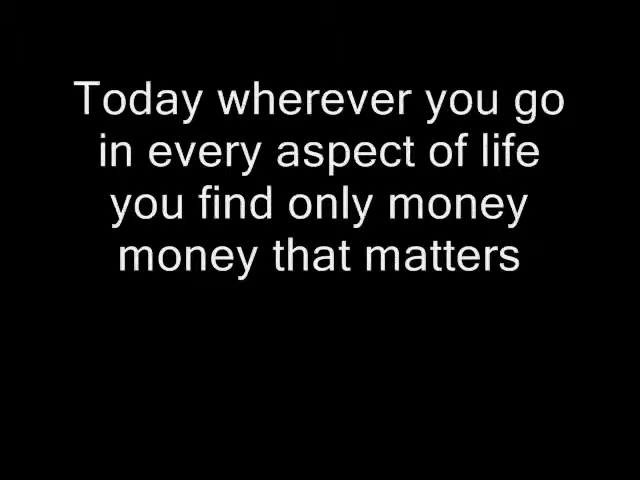 Today wherever you go
in every aspect of life
you find only money
money that matters